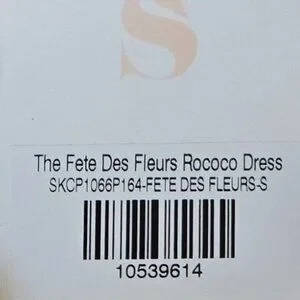 S
The Fete Des Fleurs Rococo Dress
SKCP1066P164-FETE DES FLEURS-S
10539614